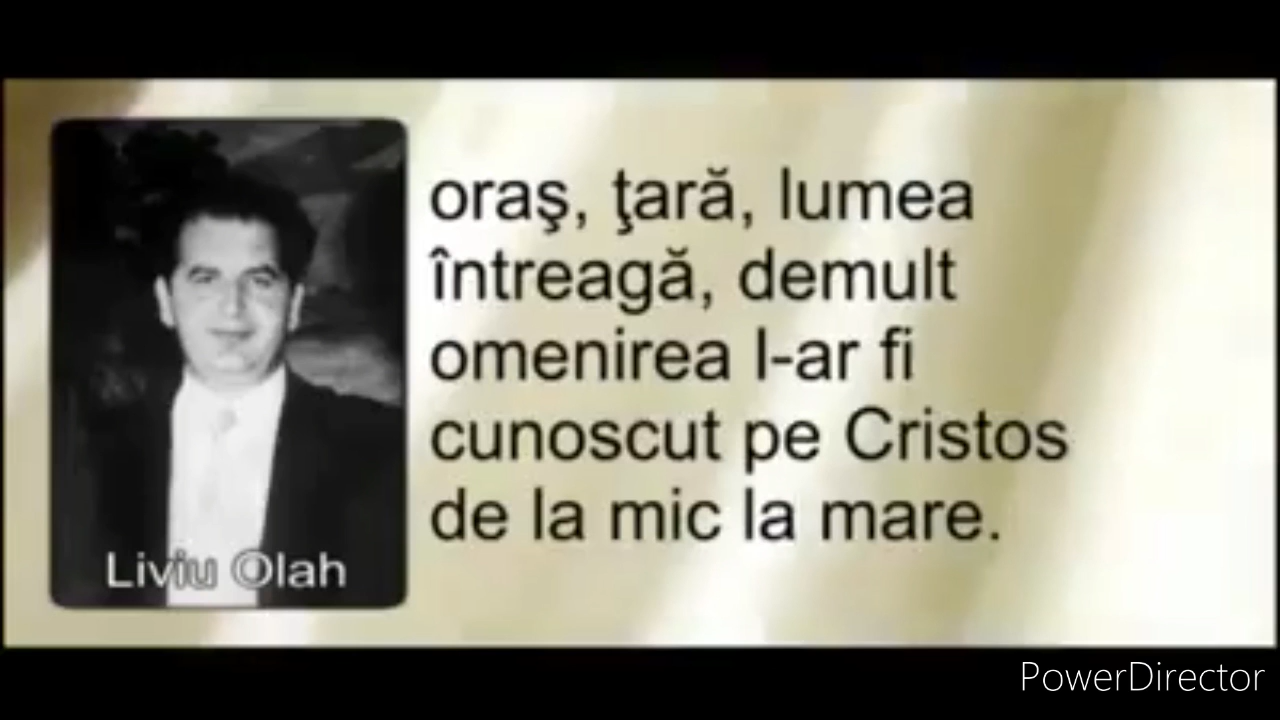 oraş, ţară, lumea
întreagă, demult
omenirea l-ar fi
cunoscut pe Cristos
de la mic la mare.
Liviu Olah
PowerDirector